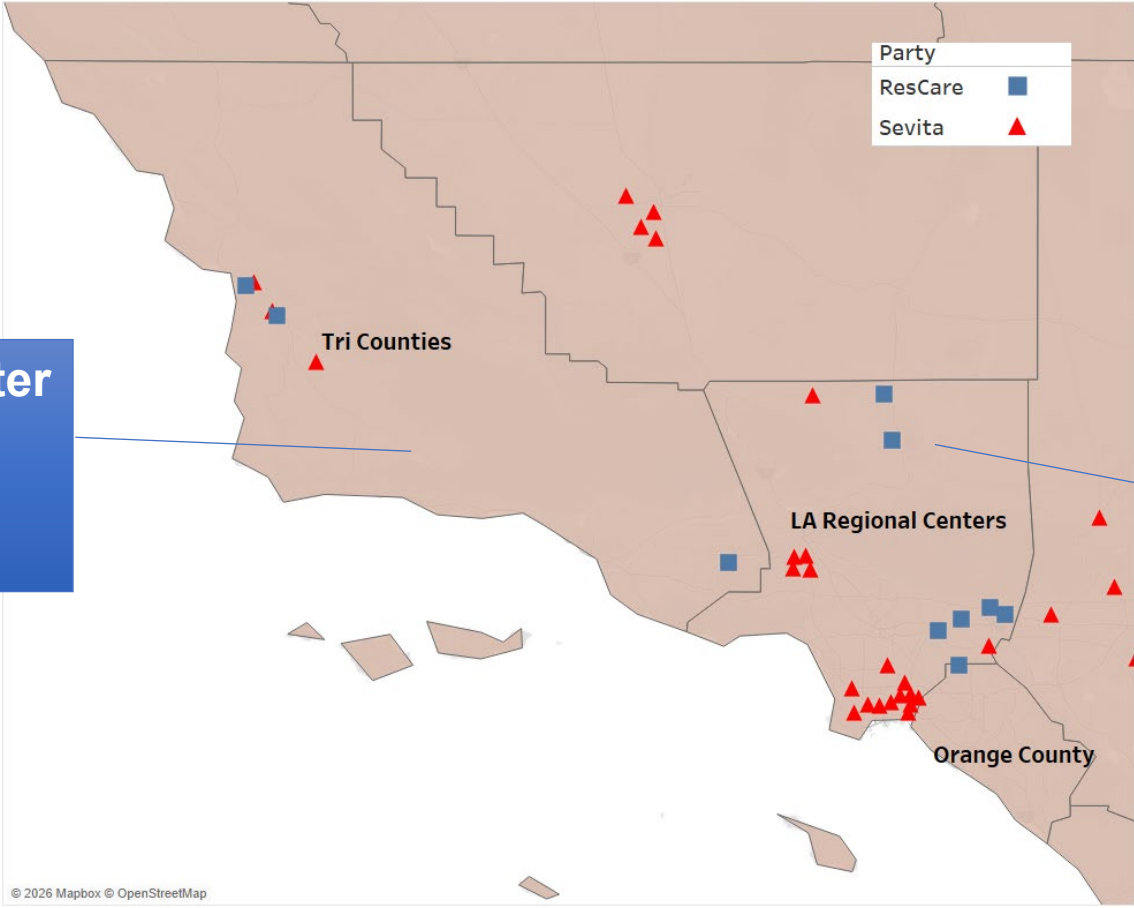 Party
ResCare
Sevita
Tri Counties
ter
LA Regional Centers
Orange County
© 2026 Mapbox © OpenStreetMap